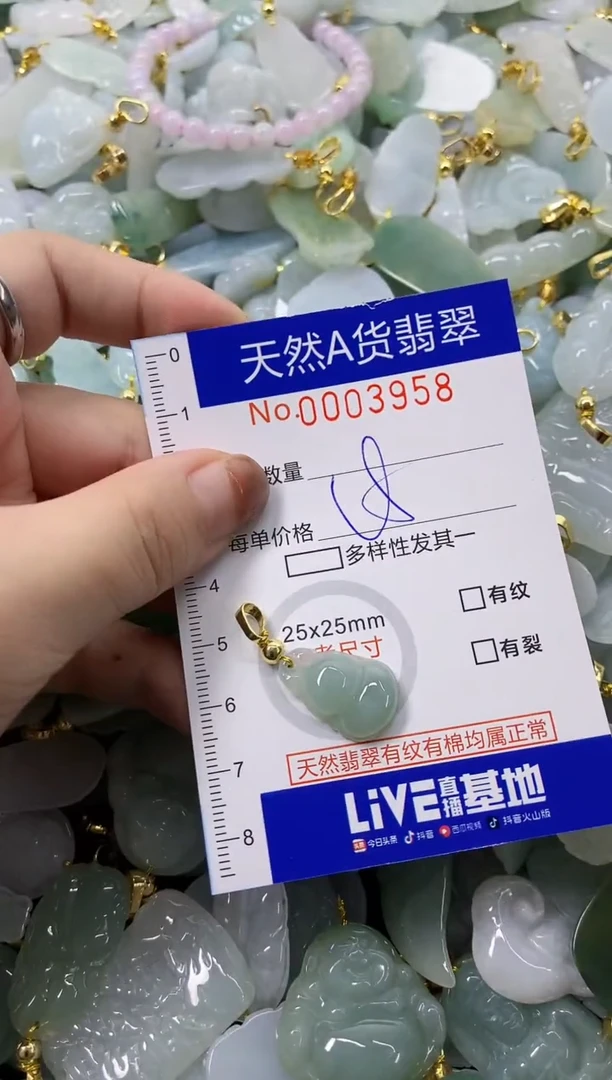 0
天然A货翡翠
1
No.0003958
数量
每单价格
多样性发其一
4
有纹
25x25mm
5
考尺寸
有裂
6
天然翡翠有纹有棉均属正常
7
LiVE直播基地
8
今日头条 抖音 西瓜视频 抖音火山版